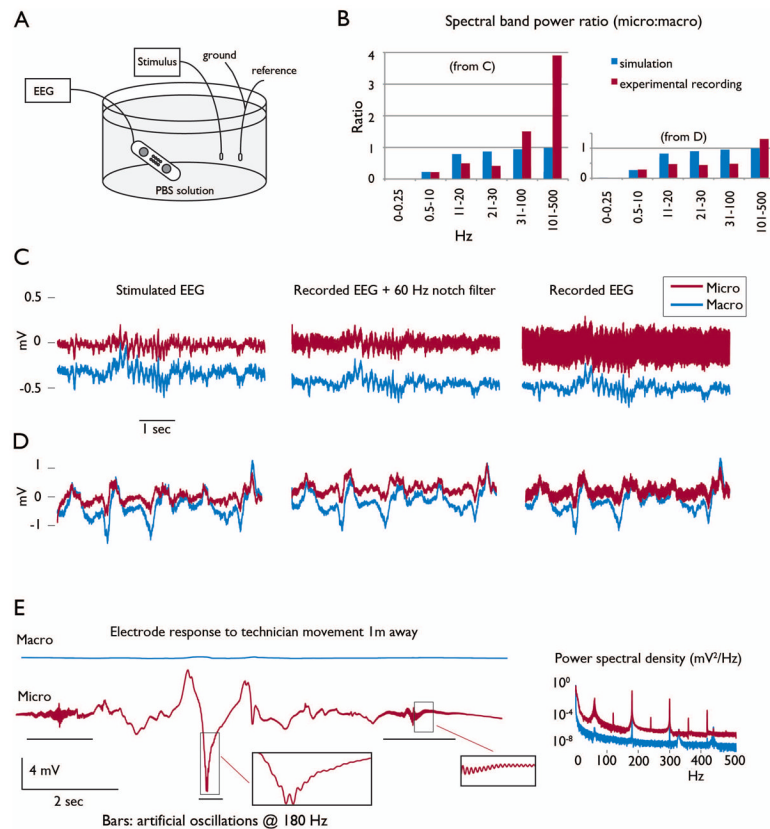 A
Stimulus
ground
reference
EEG
PBS solution
B
Spectral band power ratio (micro:macro)
(from C)
simulation
experimental recording
(from D)
Ratio
4
3
2
1
0
1
0
0-0.25
0.5-10
11-20
21-30
31-100
101-500
0-0.25
0.5-10
11-20
21-30
31-100
101-500
Hz
C
Stimulated EEG
Recorded EEG + 60 Hz notch filter
Recorded EEG
Micro
Macro
0.5
0
-0.5
mV
1 sec
D
1
0
-1
mV
E
Electrode response to technician movement 1m away
Macro
Micro
4 mV
2 sec
Bars: artificial oscillations @ 180 Hz
Power spectral density (mV²/Hz)
10⁰
10⁻⁴
10⁻⁸
0
100
200
300
400
500
Hz